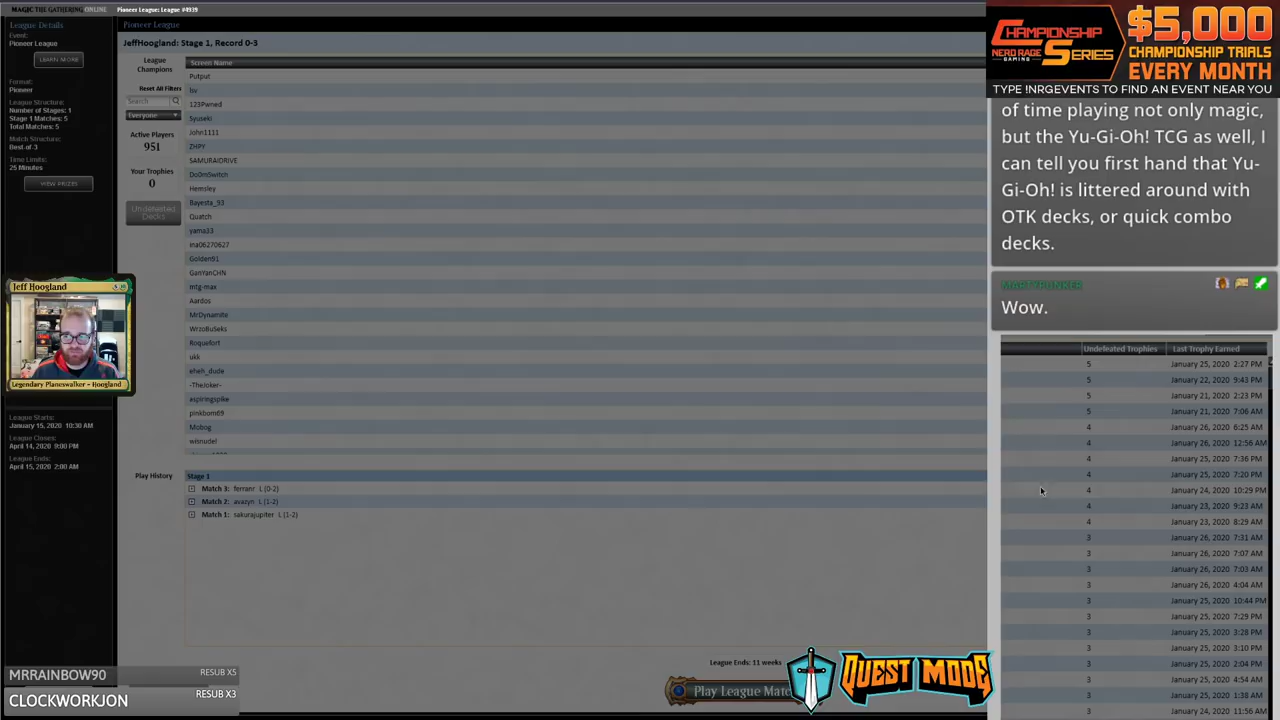 MAGIC THE GATHERING ONLINE
Pioneer League: League #4939
League Details
Event:
Pioneer League
LEARN MORE
Format:
Pioneer
League Structure:
Number of Stages: 1
Stage 1 Matches: 5
Total Matches: 5
Match Structure:
Best-of-3
Time Limits:
25 Minutes
VIEW PRIZES
League Starts:
January 15, 2020 10:30 AM
League Closes:
April 14, 2020 8:00 PM
League Ends:
April 15, 2020 2:00 AM
Pioneer League
JeffHoogland: Stage 1, Record 0-3
League
Champions
Reset All Filters
Search
Everyone
Active Players
951
Your Trophies
0
Undefeated
Decks
Screen Name
Putput
lsv
123Pwned
Syuseki
John1111
ZHPY
SAMURAIDRIVE
Do0mSwitch
Hemsley
Bayesta_93
Quatch
yama33
ina06270627
Golden91
GanYanCHN
mtg-max
Aardos
MrDynamite
WrzoBuSeks
Roquefort
ukk
eheh_dude
-TheJoker-
aspiringspike
pinkborn69
Mobog
wisnudel
Play History
Stage 1
Match 3: ferranr L (0-2)
Match 2: avazyn L (1-2)
Match 1: sakurajupiter L (1-2)
League Ends: 11 weeks
Play League Matc
Jeff Hoogland
Legendary Planeswalker - Hoogland
MRRAINBOW90 RESUB X5
CLOCKWORKJON RESUB X3
QUEST MODE
CHAMPIONSHIP
NERD RAGE
GAMING
SERIES
$5,000
CHAMPIONSHIP TRIALS
EVERY MONTH
TYPE !NRGEVENTS TO FIND AN EVENT NEAR YOU
of time playing not only magic,
but the Yu-Gi-Oh! TCG as well, I
can tell you first hand that Yu-
Gi-Oh! is littered around with
OTK decks, or quick combo
decks.
MARTYPUNKER
Wow.
Undefeated Trophies Last Trophy Earned
5 January 25, 2020 2:27 PM
5 January 22, 2020 9:43 PM
5 January 21, 2020 2:23 PM
5 January 21, 2020 7:06 AM
4 January 26, 2020 6:25 AM
4 January 26, 2020 12:56 AM
4 January 25, 2020 7:36 PM
4 January 25, 2020 7:20 PM
4 January 24, 2020 10:29 PM
4 January 23, 2020 9:23 AM
4 January 23, 2020 8:29 AM
3 January 26, 2020 7:31 AM
3 January 26, 2020 7:07 AM
3 January 26, 2020 7:03 AM
3 January 26, 2020 4:04 AM
3 January 25, 2020 10:44 PM
3 January 25, 2020 7:29 PM
3 January 25, 2020 3:28 PM
3 January 25, 2020 3:10 PM
3 January 25, 2020 2:04 PM
3 January 25, 2020 4:54 AM
3 January 25, 2020 1:38 AM
3 January 24, 2020 11:56 AM